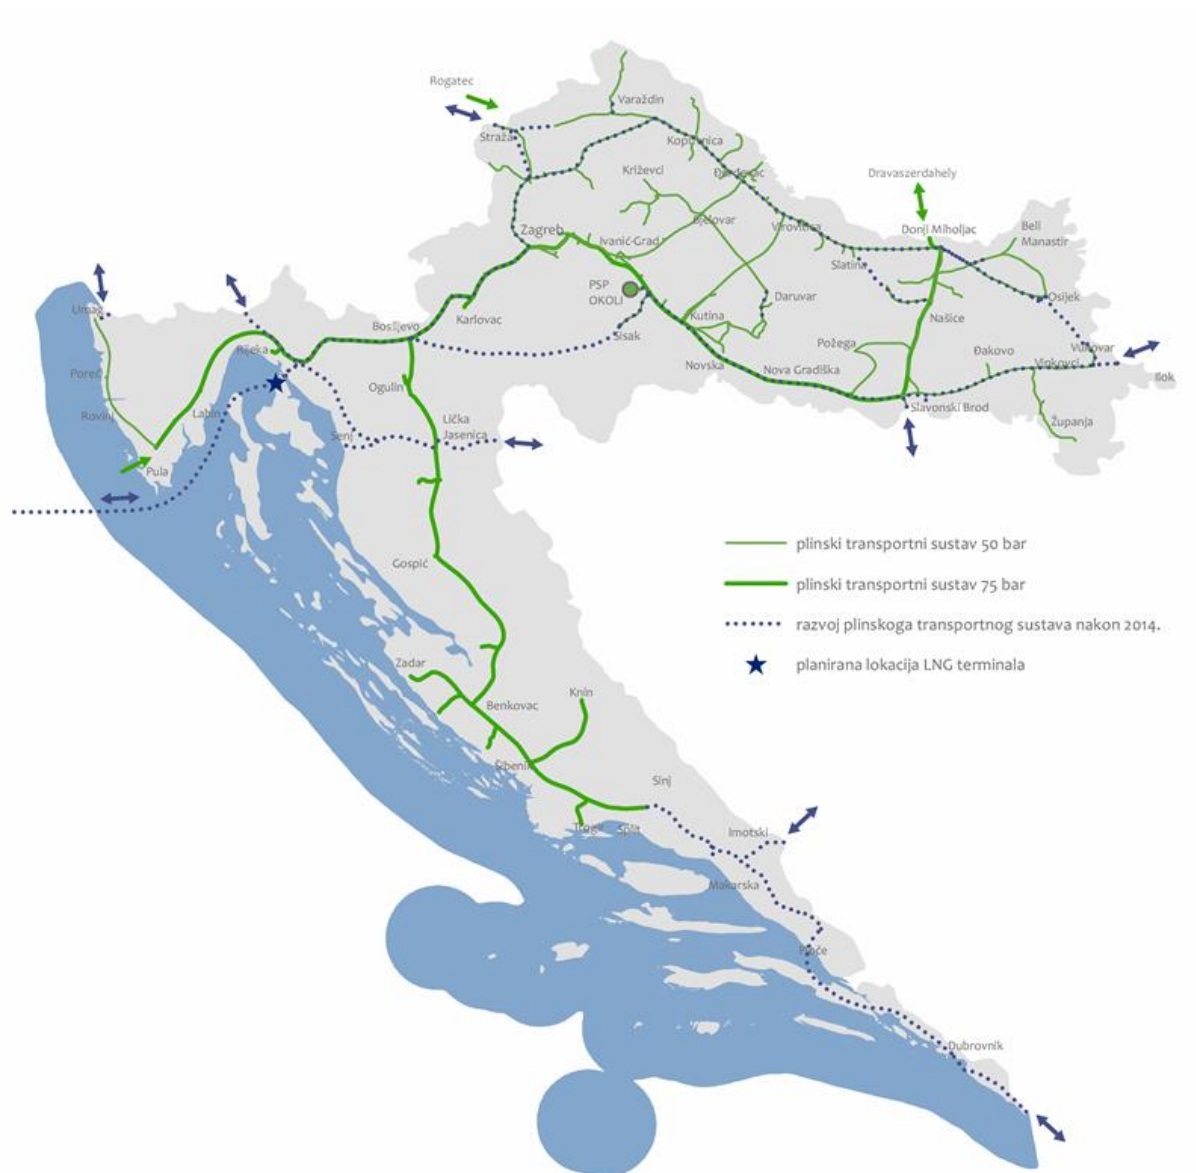 Rogatec
Varaždin
Straža
Koprivnica
Križevci
Đurđevac
Dravaszerdahely
Bjelovar
Virovitica
Zagreb
Ivanić-Grad
Donji Miholjac
Beli
Manastir
Slatina
PSP
OKOLI
Daruvar
Osijek
Umag
Karlovac
Kutina
Našice
Bosiljevo
Sisak
Rijeka
Požega
Đakovo
Vukovar
Vinkovci
Poreč
Novska
Nova Gradiška
Ilok
Ogulin
Rovinj
Labin
Slavonski Brod
Lička
Jasenica
Županja
Senj
Pula
plinski transportni sustav 50 bar
Gospić
plinski transportni sustav 75 bar
razvoj plinskoga transportnog sustava nakon 2014.
Zadar
planirana lokacija LNG terminala
Knin
Benkovac
Šibenik
Sinj
Trogir
Split
Imotski
Makarska
Ploče
Dubrovnik